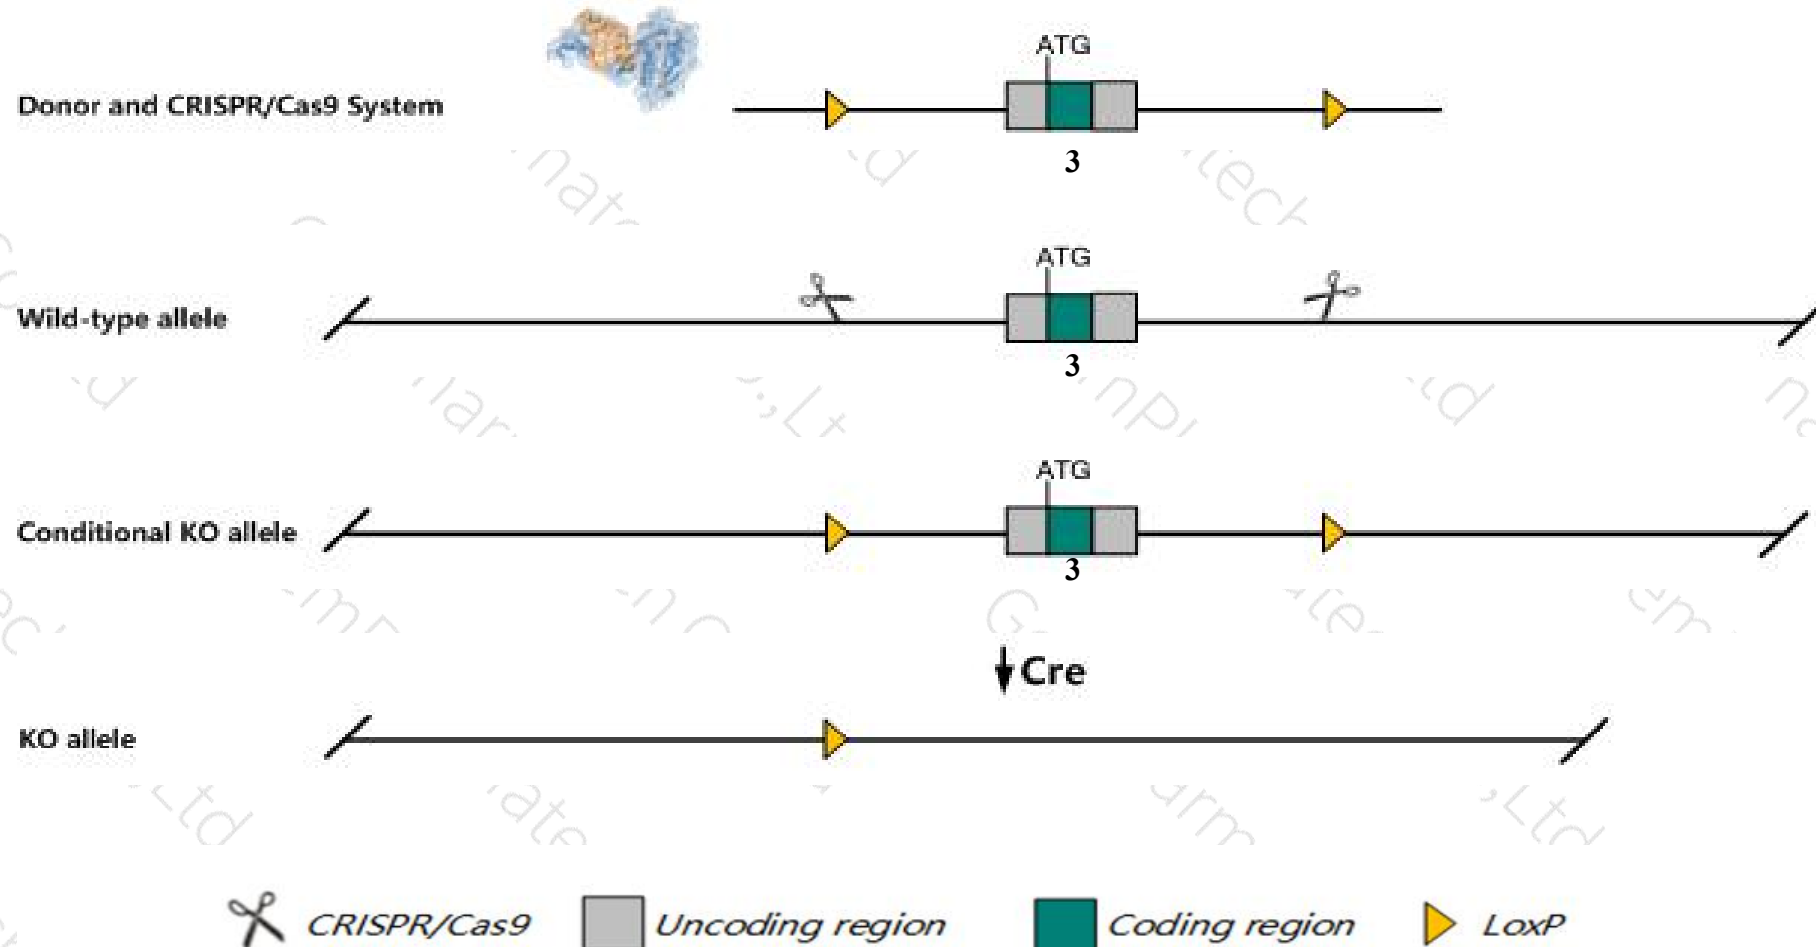 ATG
Donor and CRISPR/Cas9 System
3
ATG
Wild-type allele
3
ATG
Conditional KO allele
3
Cre
KO allele
CRISPR/Cas9
Uncoding region
Coding region
LoxP